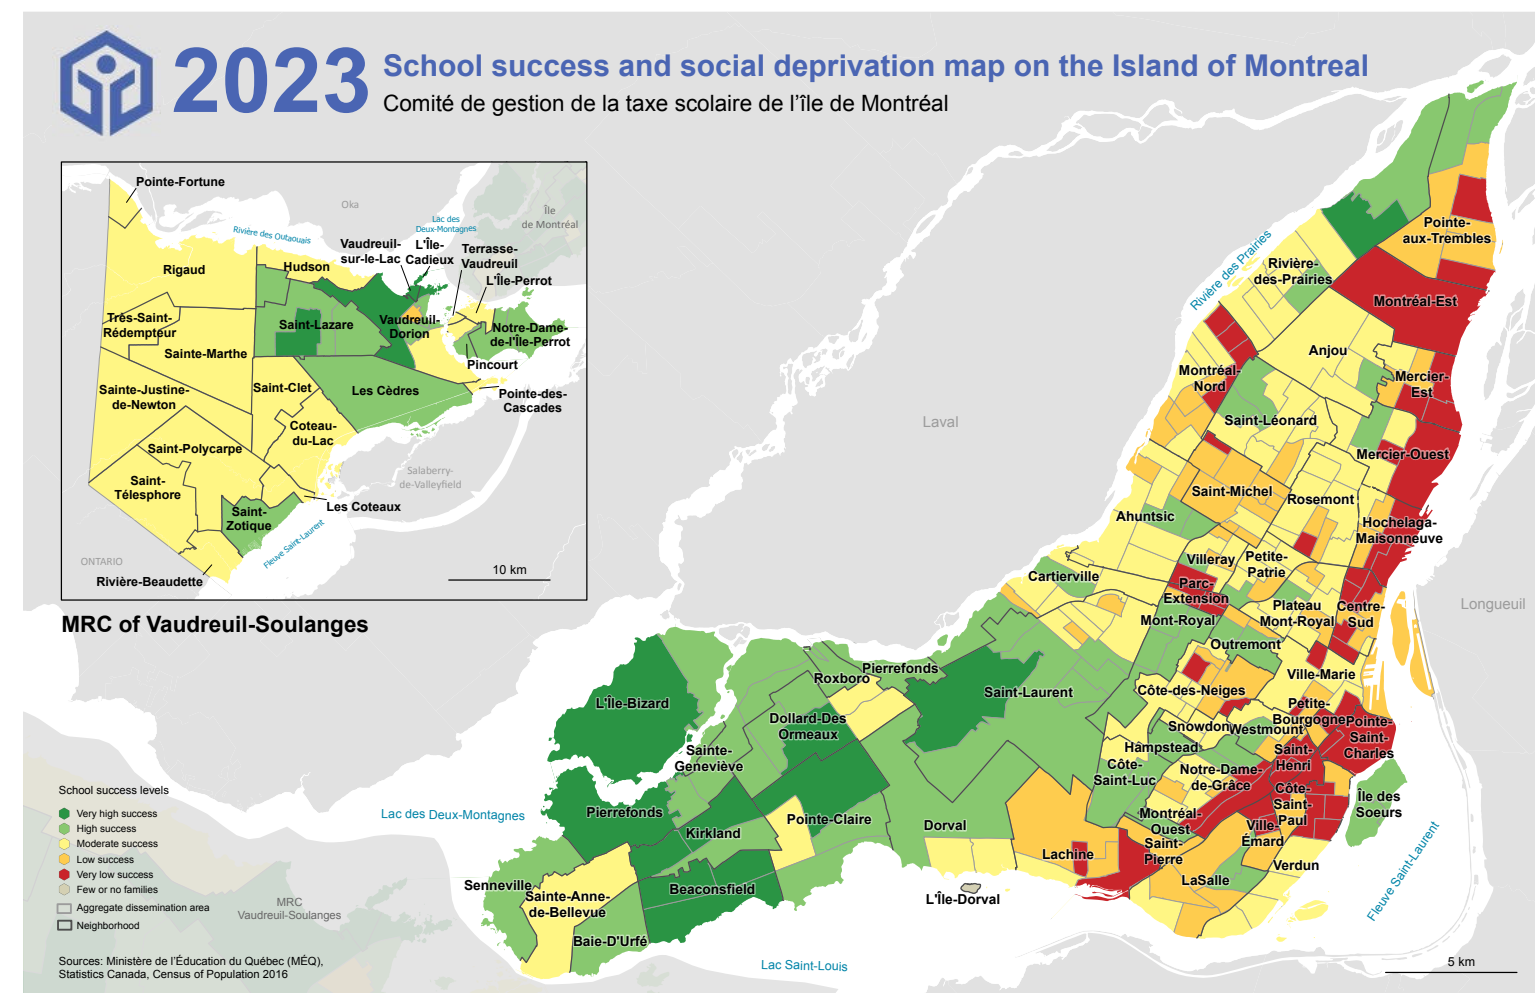 2023
School success and social deprivation map on the Island of Montreal
Comité de gestion de la taxe scolaire de l'île de Montréal
Pointe-Fortune
Oka
Île
de Montréal
Lac des
Deux-Montagnes
Rivière des Outaouais
Vaudreuil-
sur-le-Lac
L'Île-
Cadieux
Terrasse-
Vaudreuil
L'Île-Perrot
Rigaud
Hudson
Très-Saint-
Rédempteur
Saint-Lazare
Vaudreuil-
Dorion
Notre-Dame-
de-l'Île-Perrot
Sainte-Marthe
Pincourt
Sainte-Justine-
de-Newton
Saint-Clet
Les Cèdres
Pointe-des-
Cascades
Coteau-
du-Lac
Saint-Polycarpe
Salaberry-
de-Valleyfield
Saint-
Télesphore
Les Coteaux
Saint-
Zotique
Fleuve Saint-Laurent
ONTARIO
Rivière-Beaudette
10 km
MRC of Vaudreuil-Soulanges
Pointe-
aux-Trembles
Rivière des Prairies
Rivière-
des-Prairies
Montréal-Est
Anjou
Montréal-
Nord
Mercier-
Est
Laval
Saint-Léonard
Mercier-Ouest
Saint-Michel
Rosemont
Ahuntsic
Hochelaga-
Maisonneuve
Villeray
Petite-
Patrie
Cartierville
Parc-
Extension
Plateau
Mont-Royal
Centre-
Sud
Longueuil
Mont-Royal
Outremont
Pierrefonds
Roxboro
Ville-Marie
Saint-Laurent
Côte-des-Neiges
L'Île-Bizard
Petite-
Bourgogne
Dollard-Des
Ormeaux
Snowdon
Westmount
Pointe-
Saint-
Charles
Sainte-
Geneviève
Hampstead
Saint-
Henri
Côte-
Saint-Luc
Notre-Dame-
de-Grâce
Côte-
Saint-
Paul
Île des
Soeurs
Lac des Deux-Montagnes
Pierrefonds
Pointe-Claire
Montréal-
Ouest
Kirkland
Dorval
Ville-
Émard
Saint-
Pierre
Lachine
Verdun
LaSalle
Senneville
Beaconsfield
Sainte-Anne-
de-Bellevue
L'Île-Dorval
Fleuve Saint-Laurent
Baie-D'Urfé
Lac Saint-Louis
5 km
School success levels
Very high success
High success
Moderate success
Low success
Very low success
Few or no families
Aggregate dissemination area
Neighborhood
MRC
Vaudreuil-Soulanges
Sources: Ministère de l'Éducation du Québec (MÉQ),
Statistics Canada, Census of Population 2016